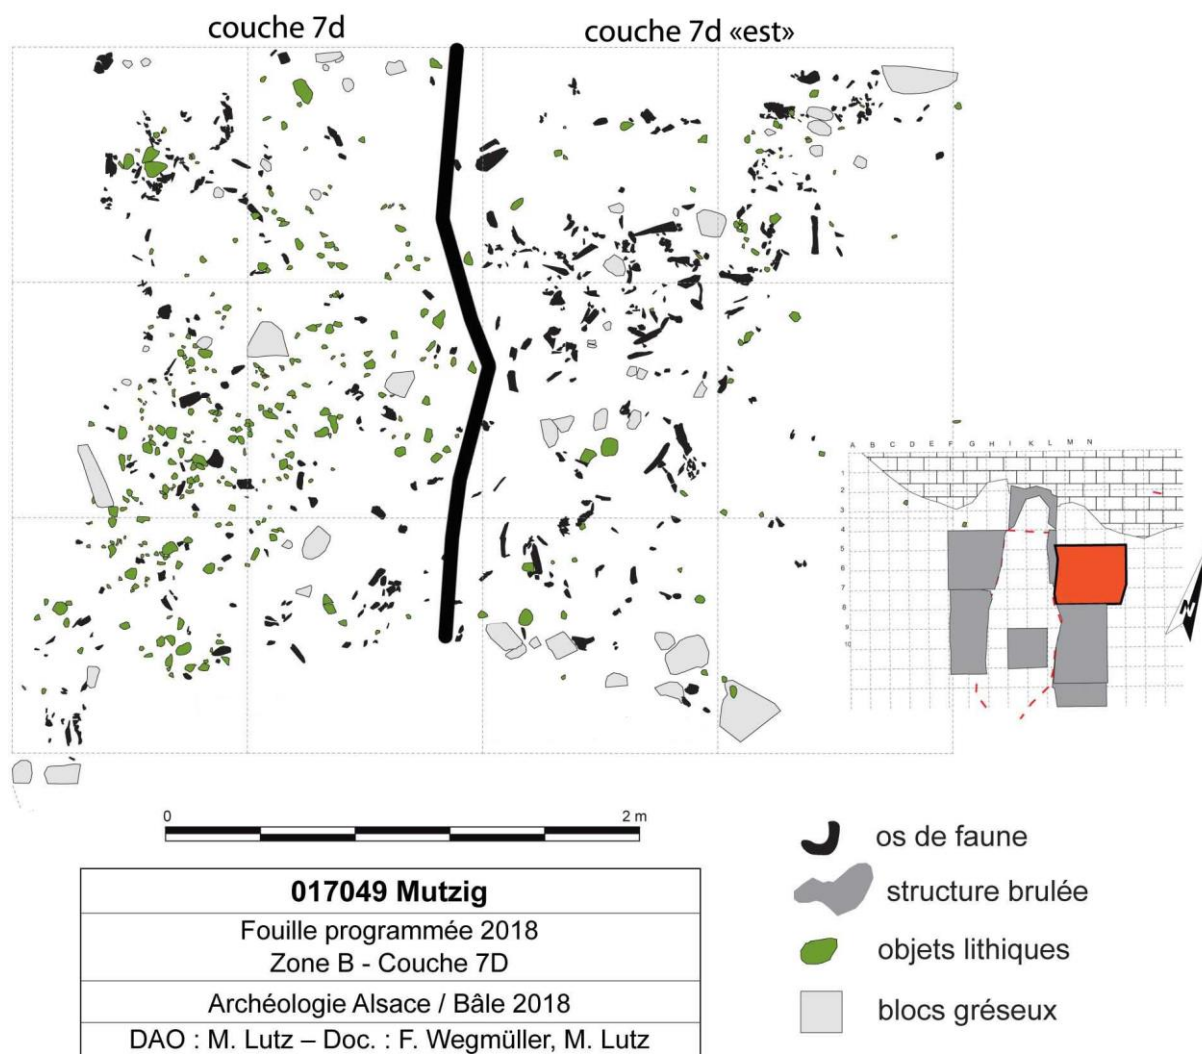 couche 7d
couche 7d «est»
A B C D E F G H I K L M N
1
2
3
4
5
6
7
8
9
10
N
0 2 m
017049 Mutzig
Fouille programmée 2018
Zone B - Couche 7D
Archéologie Alsace / Bâle 2018
DAO : M. Lutz – Doc. : F. Wegmüller, M. Lutz
os de faune
structure brulée
objets lithiques
blocs gréseux